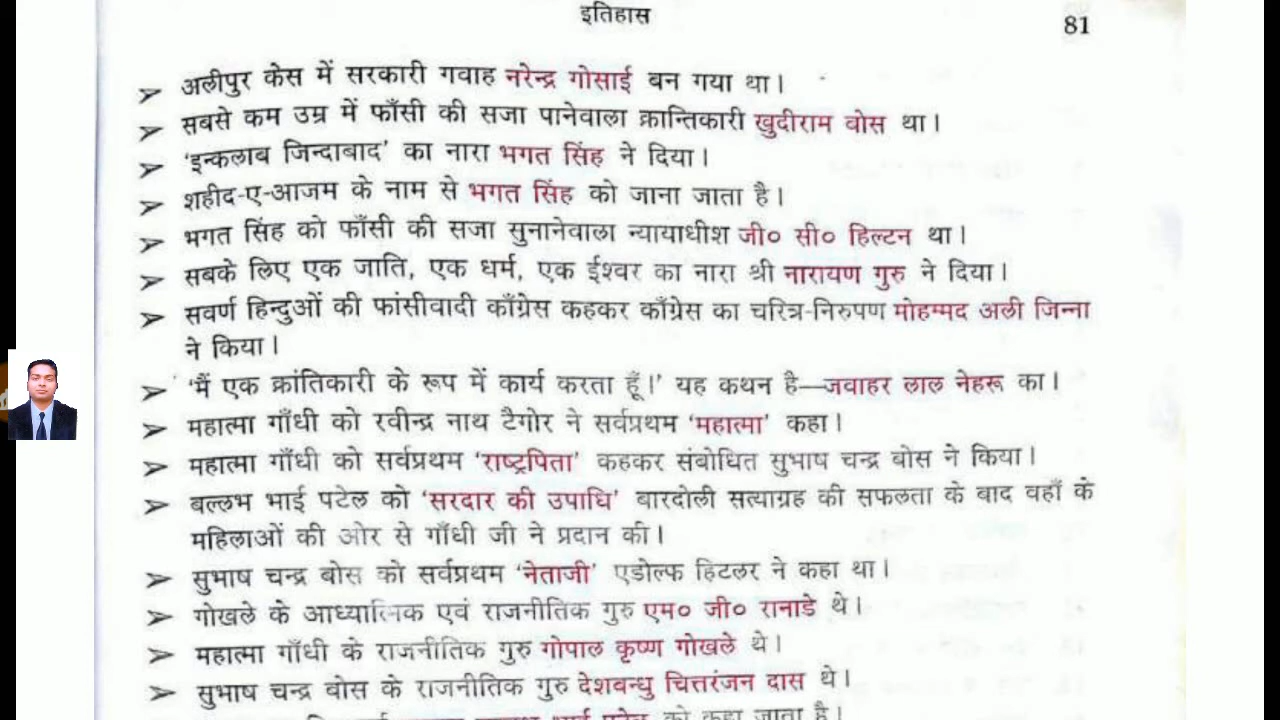 इतिहास
81
➤ अलीपुर केस में सरकारी गवाह नरेन्द्र गोसाई बन गया था।
➤ सबसे कम उम्र में फाँसी की सजा पानेवाला क्रान्तिकारी खुदीराम बोस था।
➤ ‘इन्कलाब जिन्दाबाद’ का नारा भगत सिंह ने दिया।
➤ शहीद-ए-आजम के नाम से भगत सिंह को जाना जाता है।
➤ भगत सिंह को फाँसी की सजा सुनानेवाला न्यायाधीश जी० सी० हिल्टन था।
➤ सबके लिए एक जाति, एक धर्म, एक ईश्वर का नारा श्री नारायण गुरु ने दिया।
➤ सवर्ण हिन्दुओं की फांसीवादी काँग्रेस कहकर काँग्रेस का चरित्र-निरुपण मोहम्मद अली जिन्ना
ने किया।
➤ ‘मैं एक क्रांतिकारी के रूप में कार्य करता हूँ।’ यह कथन है—जवाहर लाल नेहरू का।
➤ महात्मा गाँधी को रवीन्द्र नाथ टैगोर ने सर्वप्रथम ‘महात्मा’ कहा।
➤ महात्मा गाँधी को सर्वप्रथम ‘राष्ट्रपिता’ कहकर संबोधित सुभाष चन्द्र बोस ने किया।
➤ बल्लभ भाई पटेल को ‘सरदार की उपाधि’ बारदोली सत्याग्रह की सफलता के बाद वहाँ के
महिलाओं की ओर से गाँधी जी ने प्रदान की।
➤ सुभाष चन्द्र बोस को सर्वप्रथम ‘नेताजी’ एडोल्फ हिटलर ने कहा था।
➤ गोखले के आध्यात्मिक एवं राजनीतिक गुरु एम० जी० रानाडे थे।
➤ महात्मा गाँधी के राजनीतिक गुरु गोपाल कृष्ण गोखले थे।
➤ सुभाष चन्द्र बोस के राजनीतिक गुरु देशबन्धु चित्तरंजन दास थे।
भाई पटेल को कहा जाता है।